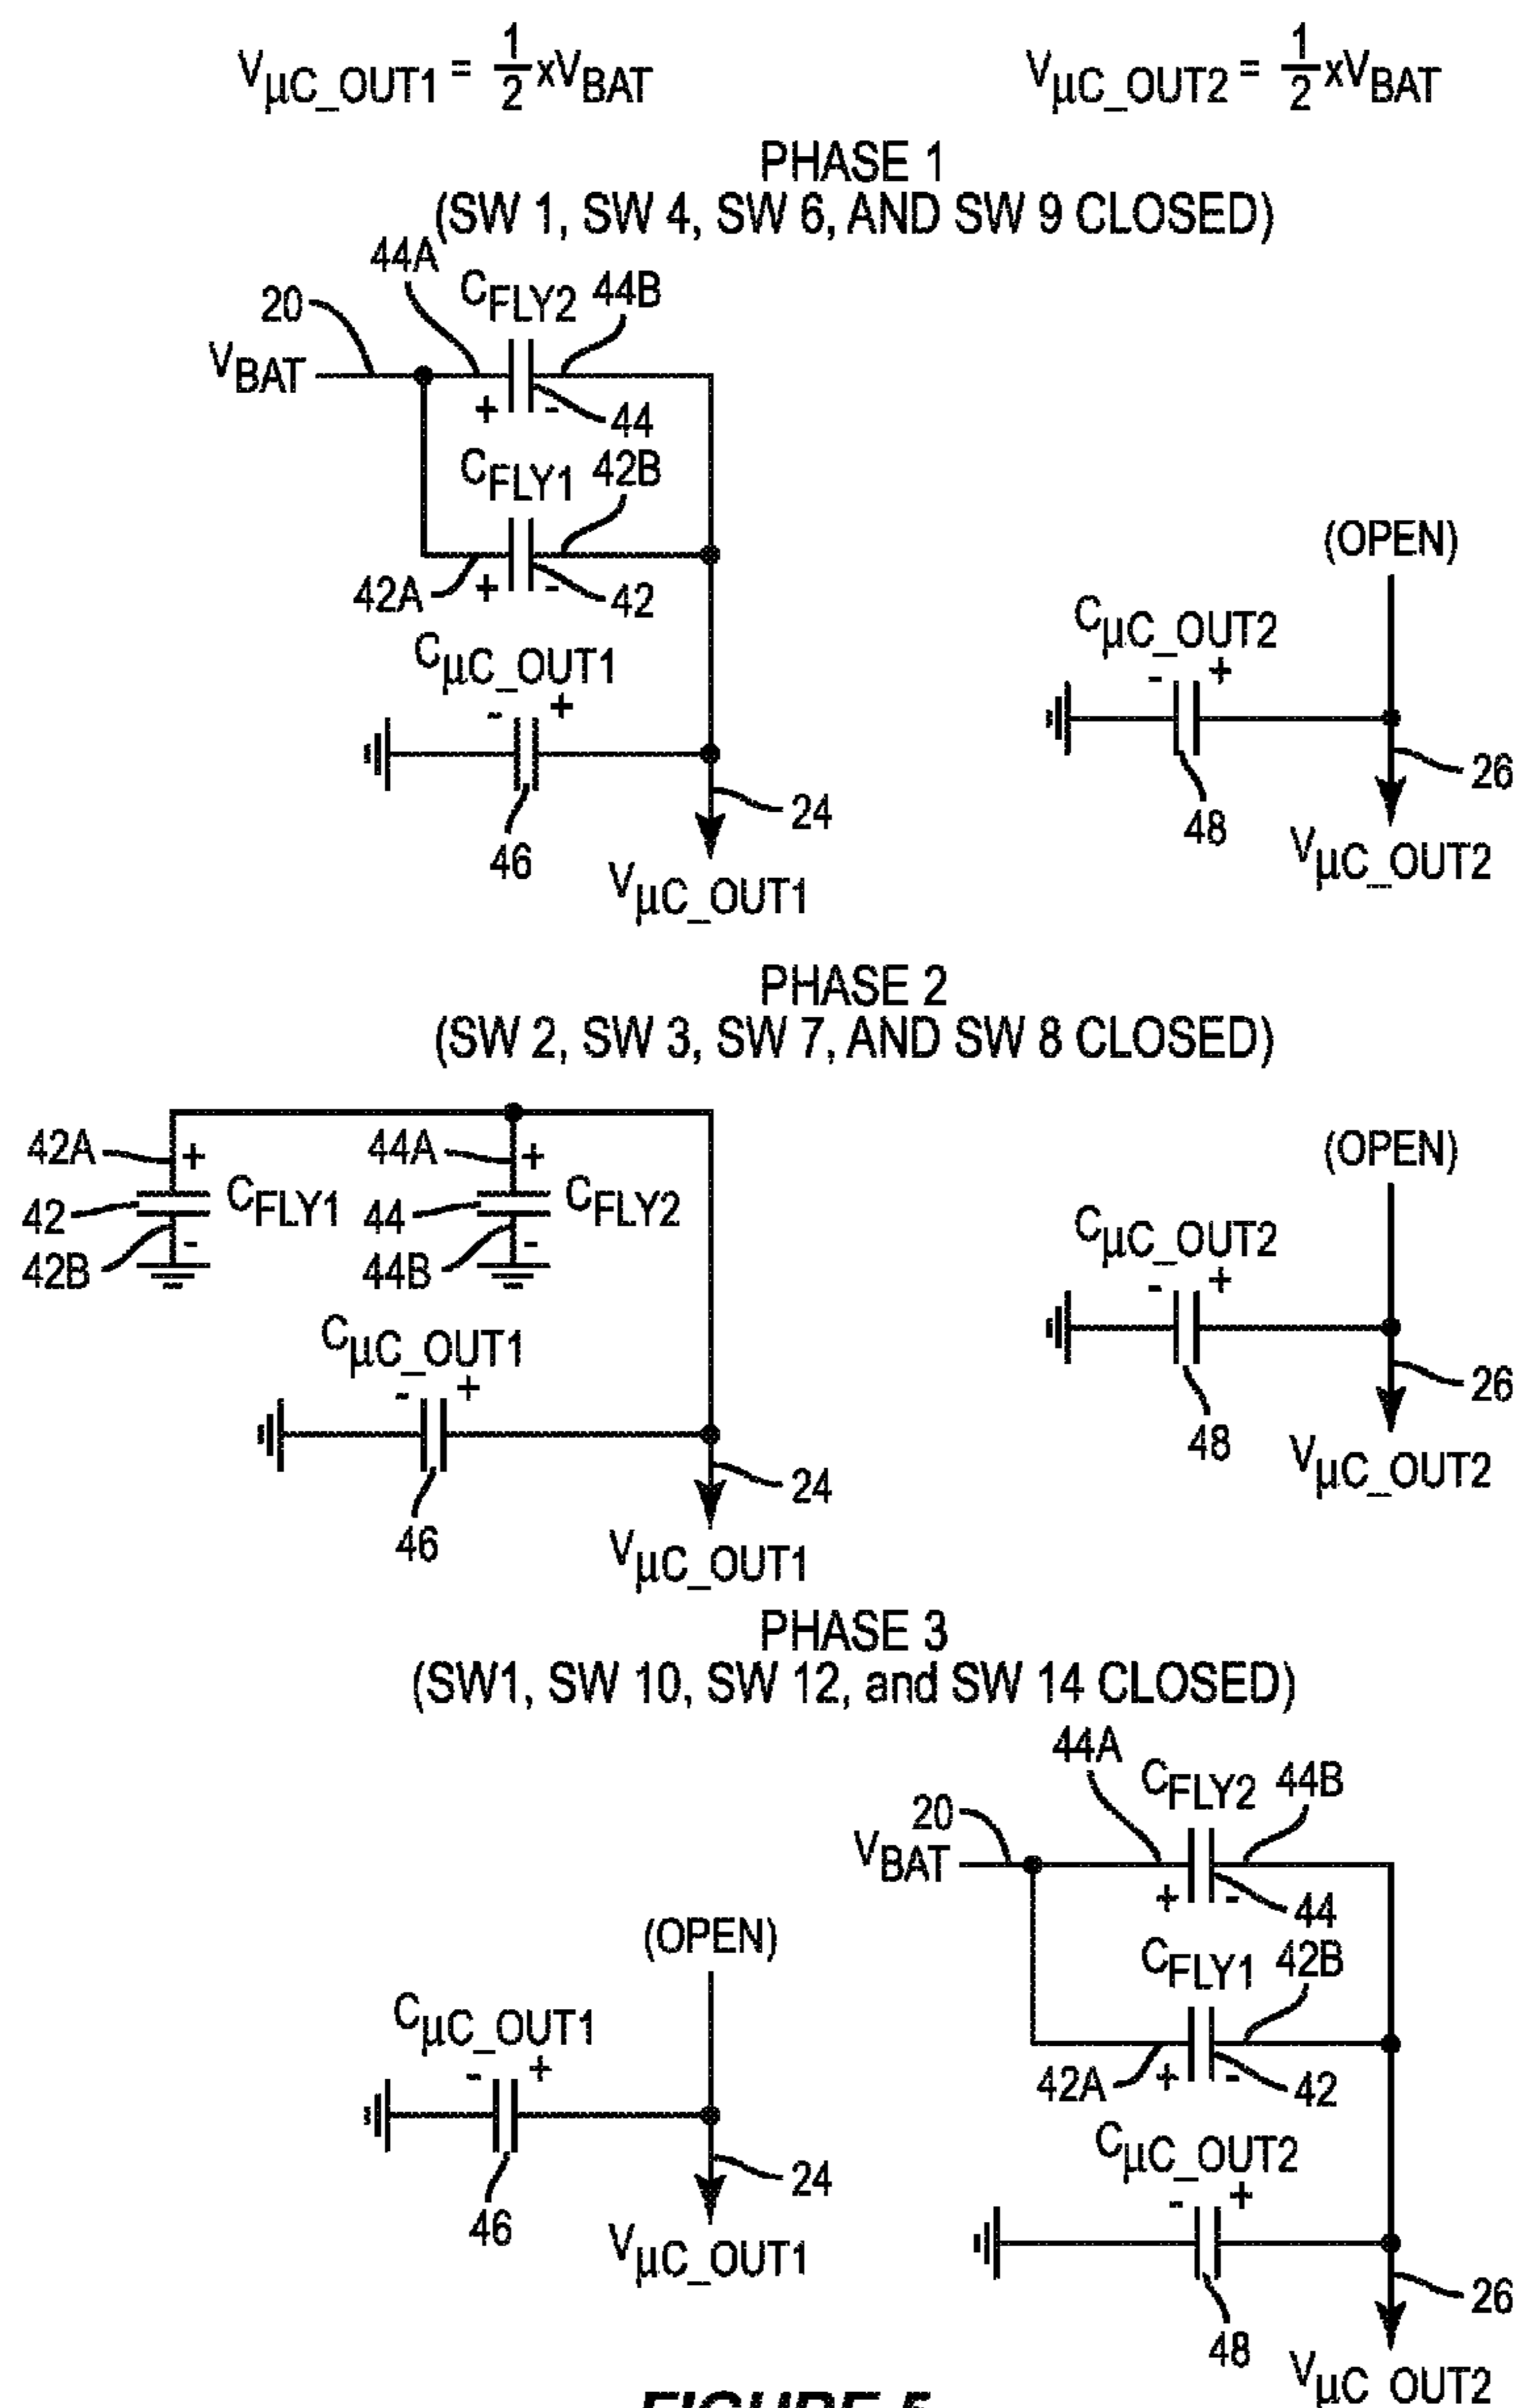 VμC_OUT1 = 1/2 xVBAT
VμC_OUT2 = 1/2 xVBAT
PHASE 1
(SW 1, SW 4, SW 6, AND SW 9 CLOSED)
44A
CFLY2
44B
20
VBAT
+
-
44
CFLY1
42B
42A
+
-
42
(OPEN)
CμC_OUT1
-
+
46
24
VμC_OUT1
CμC_OUT2
-
+
48
26
VμC_OUT2
PHASE 2
(SW 2, SW 3, SW 7, AND SW 8 CLOSED)
42A
+
42
CFLY1
42B
-
44A
+
44
CFLY2
44B
-
(OPEN)
CμC_OUT1
-
+
46
24
VμC_OUT1
CμC_OUT2
-
+
48
26
VμC_OUT2
PHASE 3
(SW1, SW 10, SW 12, and SW 14 CLOSED)
44A
CFLY2
44B
20
VBAT
+
-
44
(OPEN)
CFLY1
42B
42A
+
-
42
CμC_OUT1
-
+
46
24
VμC_OUT1
CμC_OUT2
-
+
48
26
VμC_OUT2
FIGURE 5